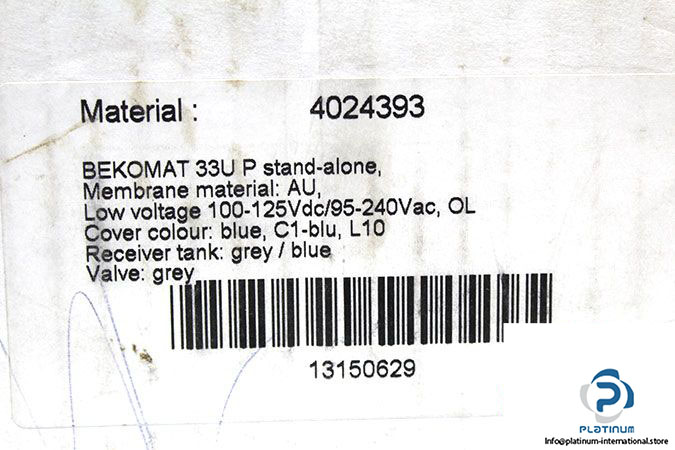 Material : 4024393
BEKOMAT 33U P stand-alone,
Membrane material: AU,
Low voltage 100-125Vdc/95-240Vac, OL
Cover colour: blue, C1-blu, L10
Receiver tank: grey / blue
Valve: grey
13150629
PLATINUM
Info@platinum-international.store